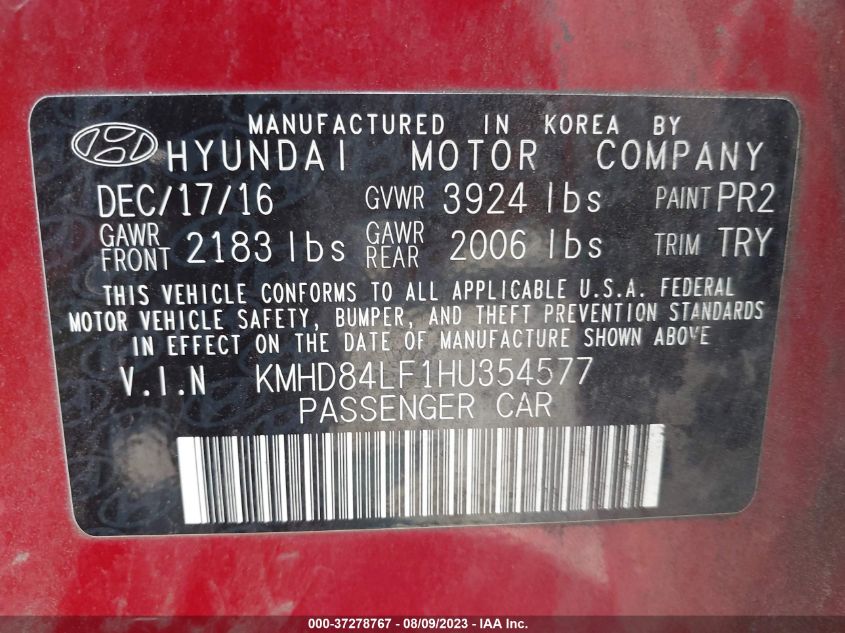 MANUFACTURED IN KOREA BY
HYUNDAI MOTOR COMPANY
DEC/17/16 GVWR 3924 lbs PAINT PR2
GAWR FRONT 2183 lbs GAWR REAR 2006 lbs TRIM TRY
THIS VEHICLE CONFORMS TO ALL APPLICABLE U.S.A. FEDERAL
MOTOR VEHICLE SAFETY, BUMPER, AND THEFT PREVENTION STANDARDS
IN EFFECT ON THE DATE OF MANUFACTURE SHOWN ABOVE
V.I.N KMHD84LF1HU354577
PASSENGER CAR
000-37278767 - 08/09/2023 - IAA Inc.